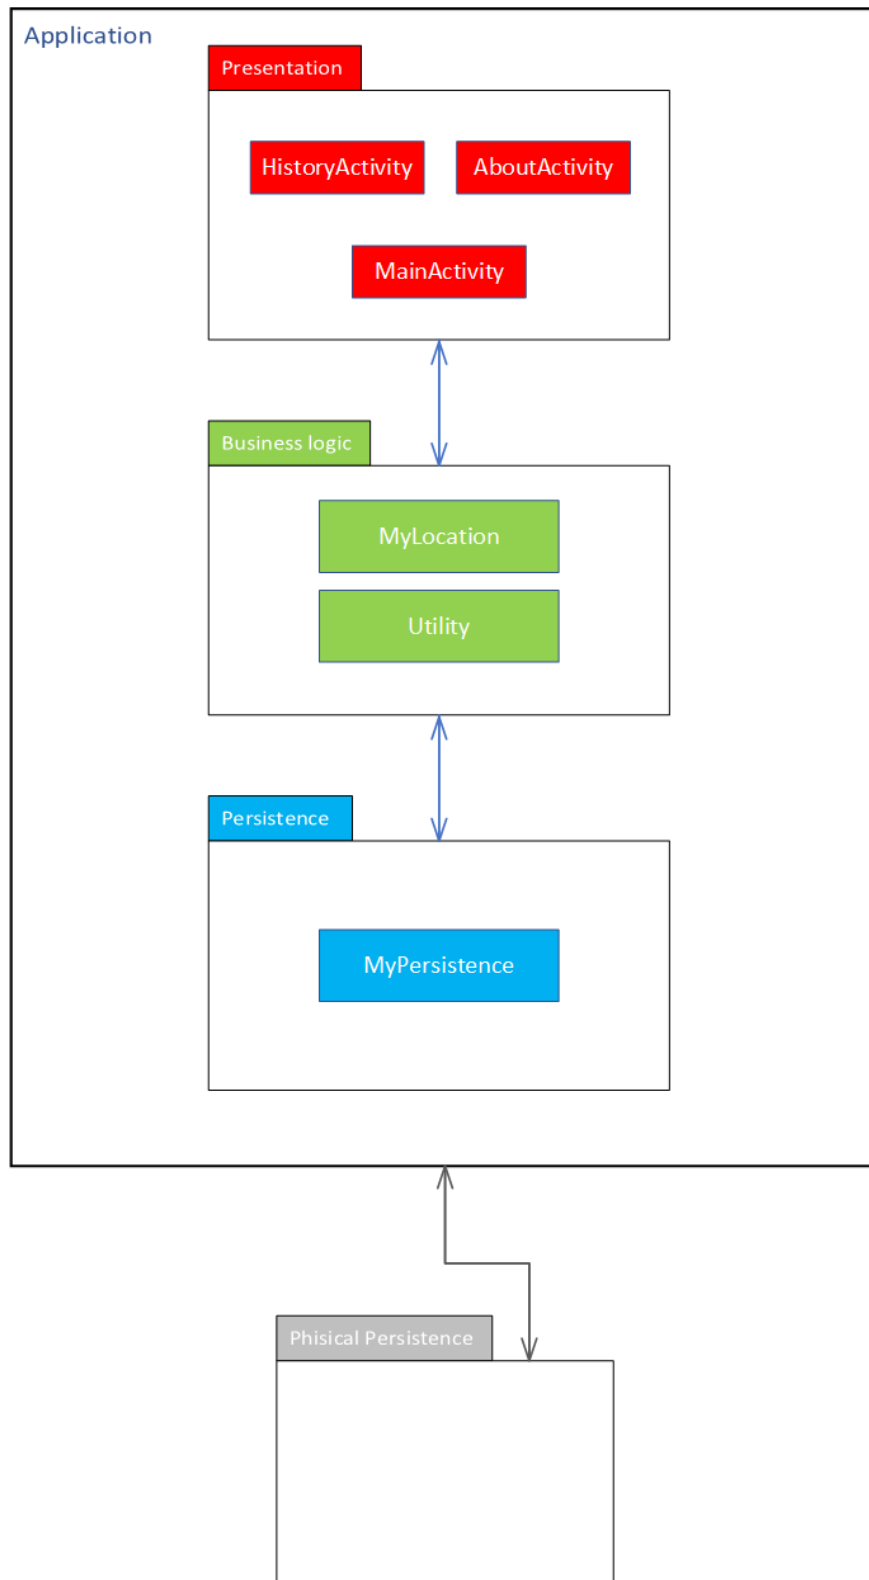 Application
Presentation
HistoryActivity
AboutActivity
MainActivity
Business logic
MyLocation
Utility
Persistence
MyPersistence
Phisical Persistence